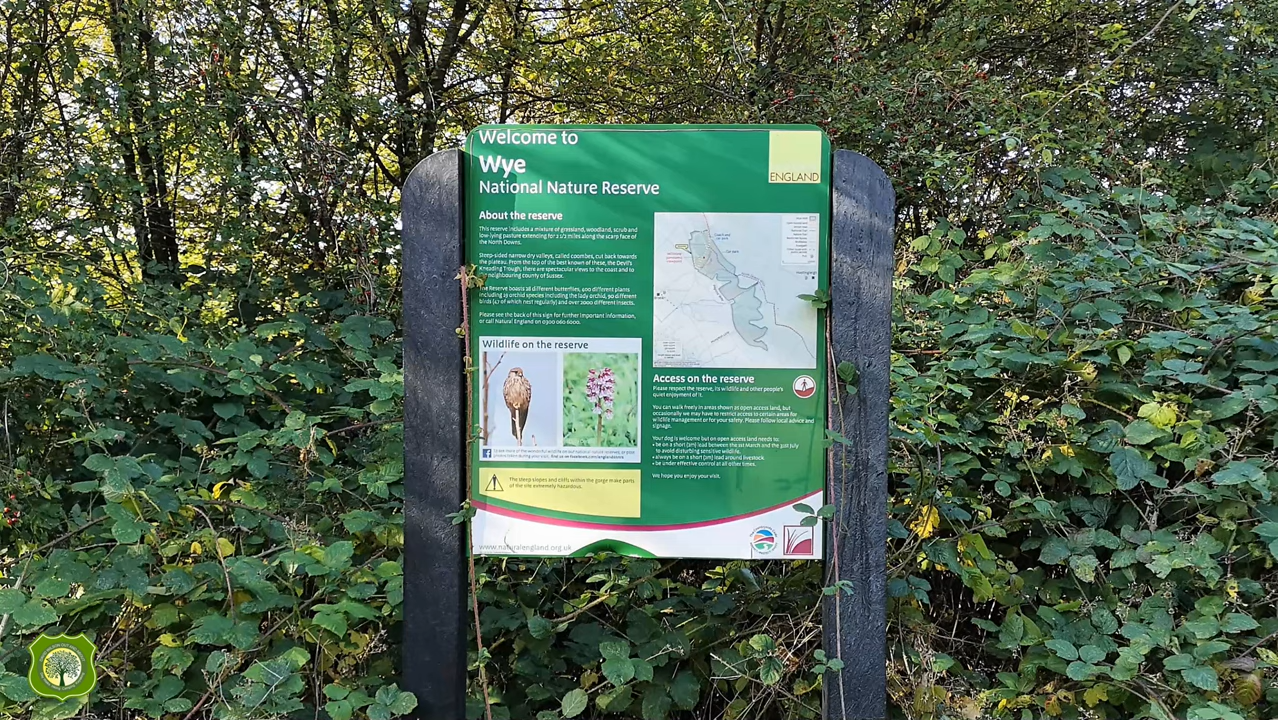 Welcome to
Wye
National Nature Reserve
ENGLAND
About the reserve
This reserve includes a mixture of grassland, woodland, scrub and
low-lying pasture extending for 2 1/2 miles along the scarp face of
the North Downs.
Steep-sided narrow dry valleys, called coombes, cut back towards
the plateau. From the top of the best known of these, the Devil's
Kneading Trough, there are spectacular views to the coast and to
the neighbouring county of Sussex.
The Reserve boasts 28 different butterflies, 400 different plants
including 19 orchid species including the lady orchid, 90 different
birds (47 of which nest regularly) and over 2000 different insects.
Please see the back of this sign for further important information,
or call Natural England on 0300 060 6000.
Wildlife on the reserve
The steep slopes and cliffs within the gorge make parts
of the site extremely hazardous.
Access on the reserve
Please respect the reserve, its wildlife and other people's
quiet enjoyment of it.
You can walk freely in areas shown as open access land, but
occasionally we may have to restrict access to certain areas for
wildlife management or for your safety. Please follow local advice and
signage.
Your dog is welcome but on open access land needs to:
• be on a short (2m) lead between the 1st March and the 31st July
to avoid disturbing sensitive wildlife.
• always be on a short (2m) lead around livestock.
• be under effective control at all other times.
We hope you enjoy your visit.
www.naturalengland.org.uk